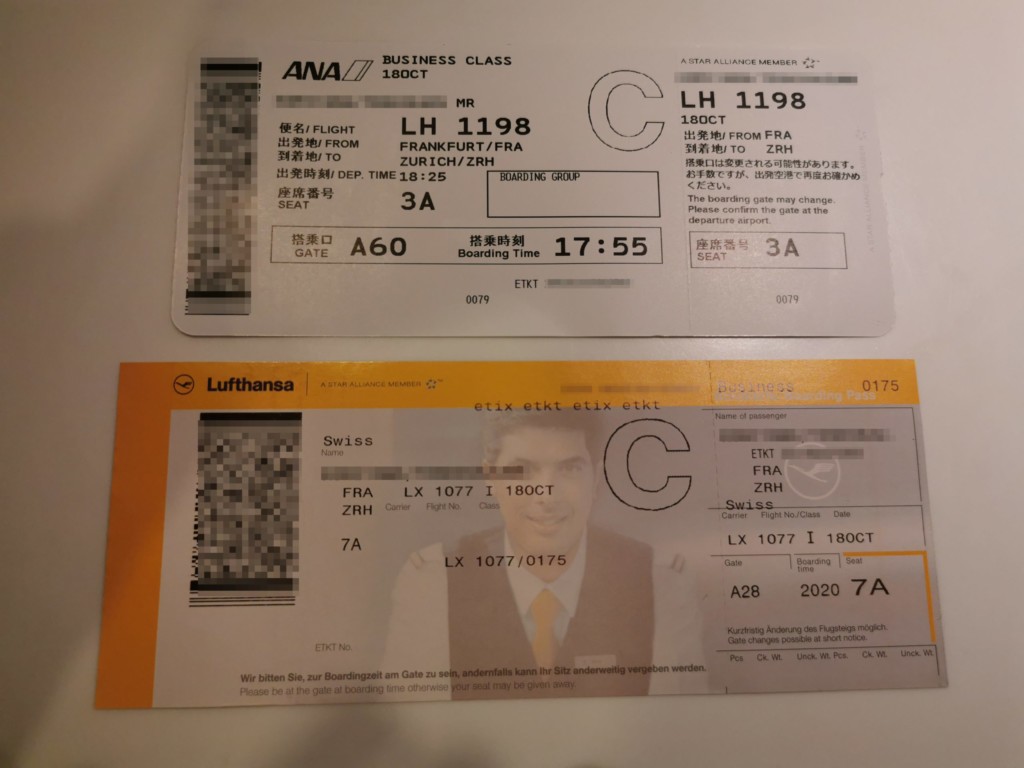 ANA BUSINESS CLASS
18OCT
MR
便名/ FLIGHT LH 1198
出発地/ FROM FRANKFURT/FRA
到着地/ TO ZURICH/ZRH
出発時刻/ DEP. TIME 18:25
座席番号
SEAT 3A
BOARDING GROUP
搭乗口
GATE A60
搭乗時刻
Boarding Time 17:55
ETKT
0079
C
A STAR ALLIANCE MEMBER
LH 1198
18OCT
出発地/ FROM FRA
到着地/ TO ZRH
搭乗口は変更される可能性があります。
お手数ですが、出発空港で再度お確かめ
ください。
The boarding gate may change.
Please confirm the gate at the
departure airport.
座席番号
SEAT 3A
0079
Lufthansa A STAR ALLIANCE MEMBER
etix etkt etix etkt
Swiss
Name
FRA LX 1077 I 18OCT
ZRH Carrier Flight No. Class
7A
LX 1077/0175
C
ETKT No.
Wir bitten Sie, zur Boardingzeit am Gate zu sein, andernfalls kann Ihr Sitz anderweitig vergeben werden.
Please be at the gate at boarding time otherwise your seat may be given away.
Business 0175
Boarding Pass
Name of passenger
ETKT
FRA
ZRH
Swiss
Carrier Flight No./Class Date
LX 1077 I 18OCT
Gate Boarding time Seat
A28 2020 7A
Kurzfristig Änderung des Flugsteigs möglich.
Gate changes possible at short notice.
Pcs Ck. Wt. Unck. Wt. Pcs. Ck. Wt. Unck. Wt.